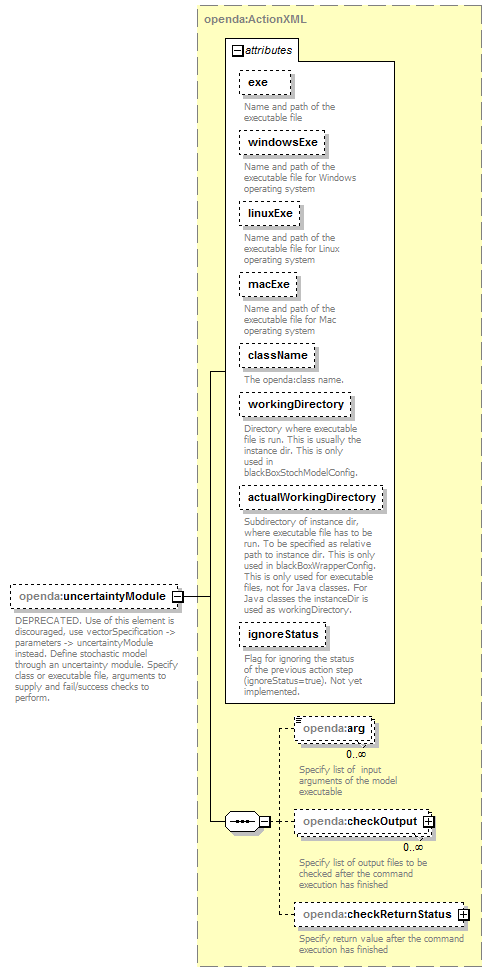 openda:ActionXML
attributes
exe
Name and path of the
executable file
windowsExe
Name and path of the
executable file for Windows
operating system
linuxExe
Name and path of the
executable file for Linux
operating system
macExe
Name and path of the
executable file for Mac
operating system
className
The openda:class name.
workingDirectory
Directory where executable
file is run. This is usually the
instance dir. This is only
used in
blackBoxStochModelConfig.
actualWorkingDirectory
Subdirectory of instance dir,
where executable file has to be
run. To be specified as relative
path to instance dir. This is only
used in blackBoxWrapperConfig.
This is only used for executable
files, not for Java classes. For
Java classes the instanceDir is
used as workingDirectory.
ignoreStatus
Flag for ignoring the status
of the previous action step
(ignoreStatus=true). Not yet
implemented.
openda:uncertaintyModule
DEPRECATED. Use of this element is
discouraged, use vectorSpecification ->
parameters -> uncertaintyModule
instead. Define stochastic model
through an uncertainty module. Specify
class or executable file, arguments to
supply and fail/success checks to
perform.
openda:arg
0..∞
Specify list of input
arguments of the model
executable
openda:checkOutput
0..∞
Specify list of output files to be
checked after the command
execution has finished
openda:checkReturnStatus
Specify return value after the command
execution has finished